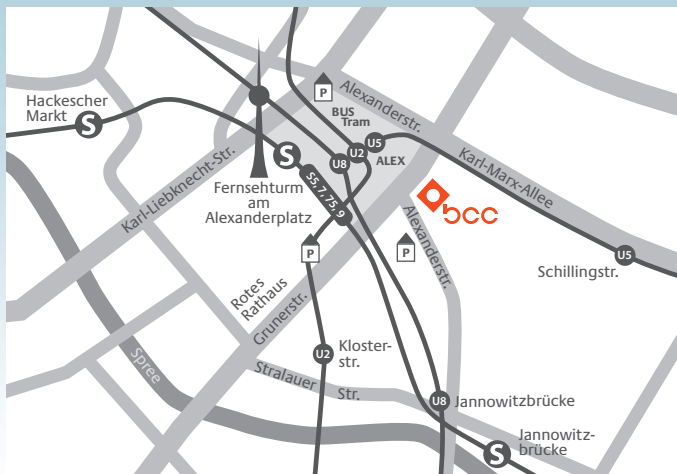 Hackescher
Markt
S
P
Alexanderstr.
BUS
Tram
U5
U2
U8
ALEX
S
S5,7,75,9
Karl-Liebknecht-Str.
Fernsehturm
am
Alexanderplatz
Karl-Marx-Allee
bcc
Alexanderstr.
P
P
U5
Schillingstr.
Rotes
Rathaus
Grunerstr.
Spree
U2
Kloster-
str.
Stralauer
Str.
U8
Jannowitzbrücke
S
Jannowitz-
brücke